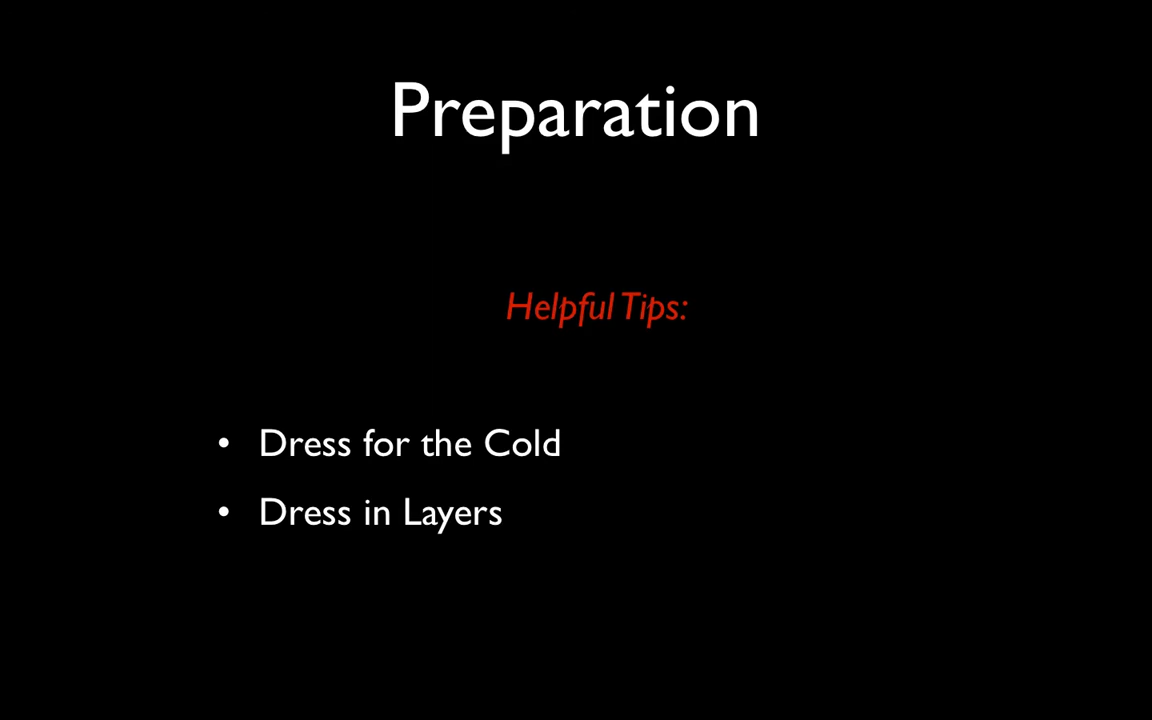 Preparation
Helpful Tips:
• Dress for the Cold
• Dress in Layers